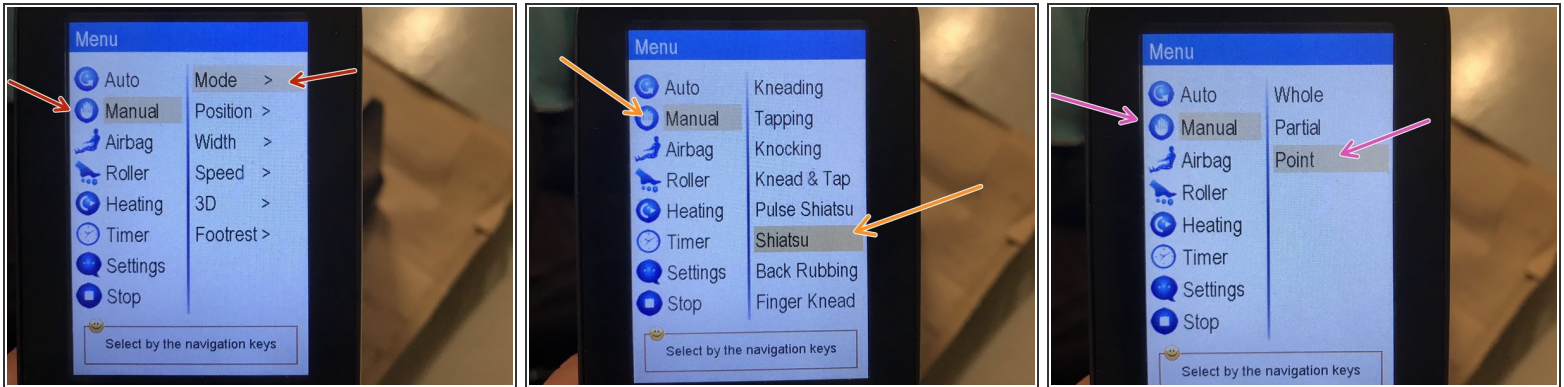 Menu
Auto
Manual
Airbag
Roller
Heating
Timer
Settings
Stop
Mode >
Position >
Width >
Speed >
3D >
Footrest >
Select by the navigation keys
Menu
Auto
Manual
Airbag
Roller
Heating
Timer
Settings
Stop
Kneading
Tapping
Knocking
Knead & Tap
Pulse Shiatsu
Shiatsu
Back Rubbing
Finger Knead
Select by the navigation keys
Menu
Auto
Manual
Airbag
Roller
Heating
Timer
Settings
Stop
Whole
Partial
Point
Select by the navigation keys